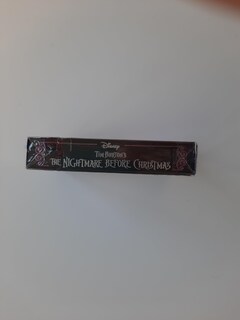 Disney
Tim Burton's
The Nightmare Before Christmas